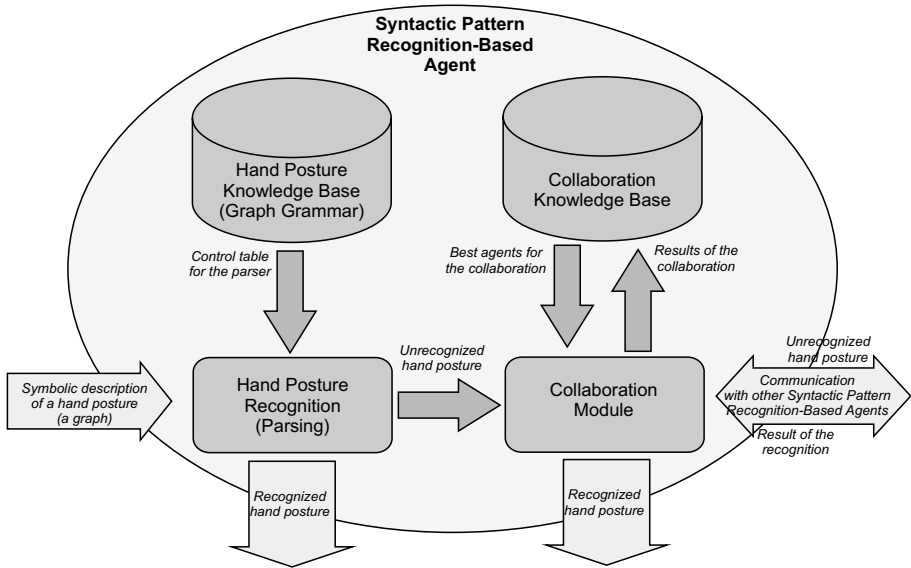 Syntactic Pattern
Recognition-Based
Agent
Hand Posture
Knowledge Base
(Graph Grammar)
Collaboration
Knowledge Base
Control table
for the parser
Best agents for
the collaboration
Results of the
collaboration
Symbolic description
of a hand posture
(a graph)
Hand Posture
Recognition
(Parsing)
Unrecognized
hand posture
Collaboration
Module
Unrecognized
hand posture
Communication
with other Syntactic Pattern
Recognition-Based Agents
Result of the
recognition
Recognized
hand posture
Recognized
hand posture